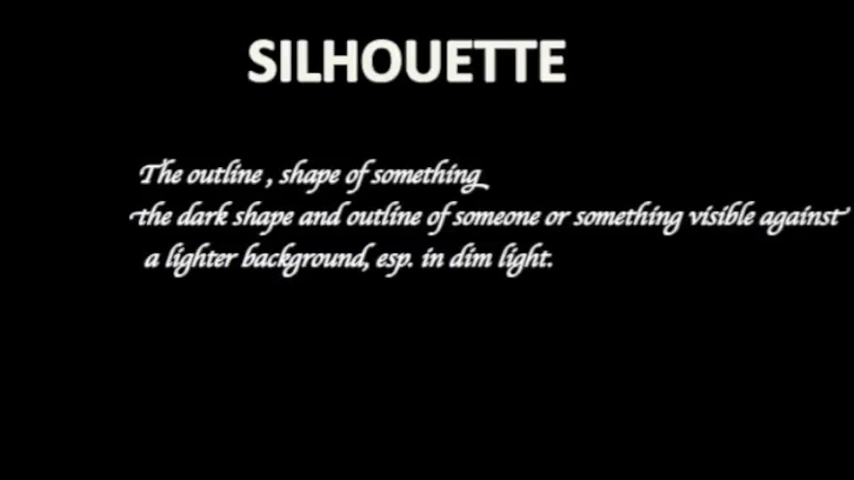 SILHOUETTE
The outline , shape of something
the dark shape and outline of someone or something visible against
a lighter background, esp. in dim light.